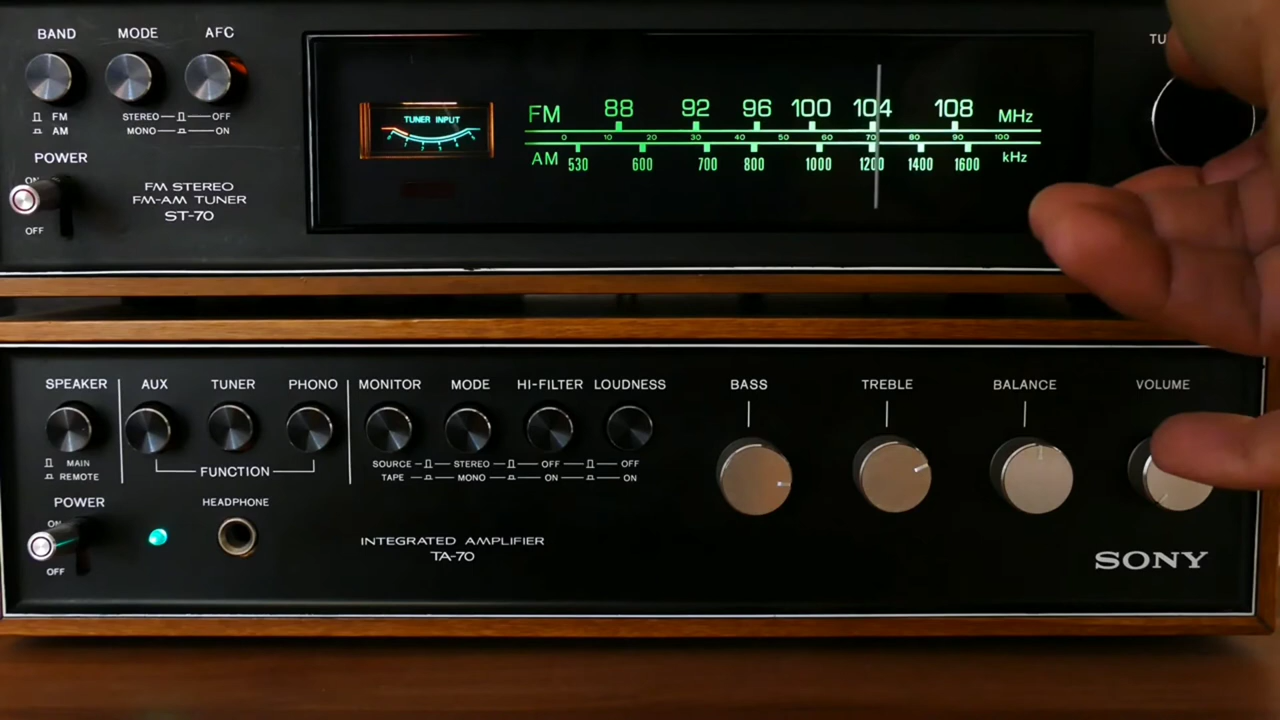 BAND MODE AFC
TU
FM
AM
STEREO OFF
MONO ON
POWER
ON
OFF
FM STEREO
FM-AM TUNER
ST-70
TUNER INPUT
FM 88 92 96 100 104 108 MHz
0 10 20 30 40 50 60 70 80 90 100
AM 530 600 700 800 1000 1200 1400 1600 kHz
SPEAKER AUX TUNER PHONO MONITOR MODE HI-FILTER LOUDNESS BASS TREBLE BALANCE VOLUME
MAIN
REMOTE
FUNCTION
SOURCE STEREO OFF OFF
TAPE MONO ON ON
POWER
ON
OFF
HEADPHONE
INTEGRATED AMPLIFIER
TA-70
SONY